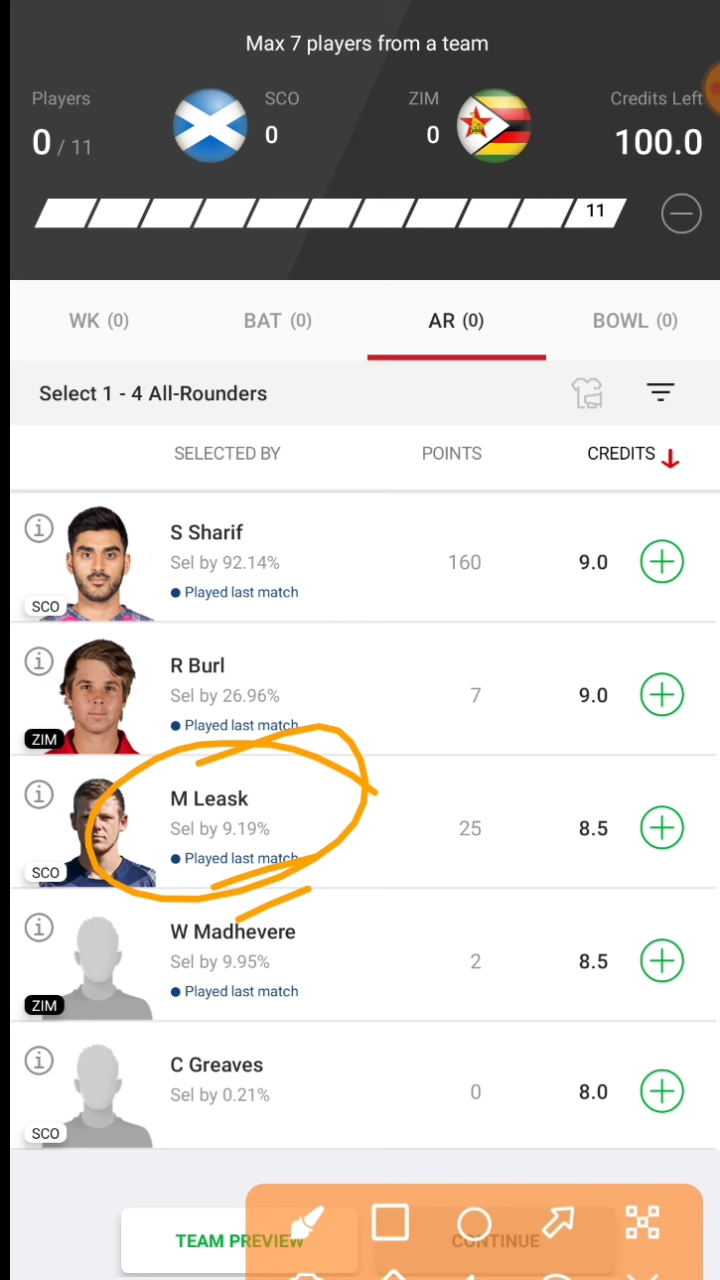 Max 7 players from a team
Players SCO ZIM Credits Left
0 / 11 0 0 100.0
11
WK (0) BAT (0) AR (0) BOWL (0)
Select 1 - 4 All-Rounders
SELECTED BY POINTS CREDITS
S Sharif
Sel by 92.14% 160 9.0
Played last match
SCO
R Burl
Sel by 26.96% 7 9.0
Played last match
ZIM
M Leask
Sel by 9.19% 25 8.5
Played last match
SCO
W Madhevere
Sel by 9.95% 2 8.5
Played last match
ZIM
C Greaves
Sel by 0.21% 0 8.0
SCO
TEAM PREVIEW CONTINUE